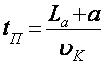 t_П = (L_a + a) / υ_K